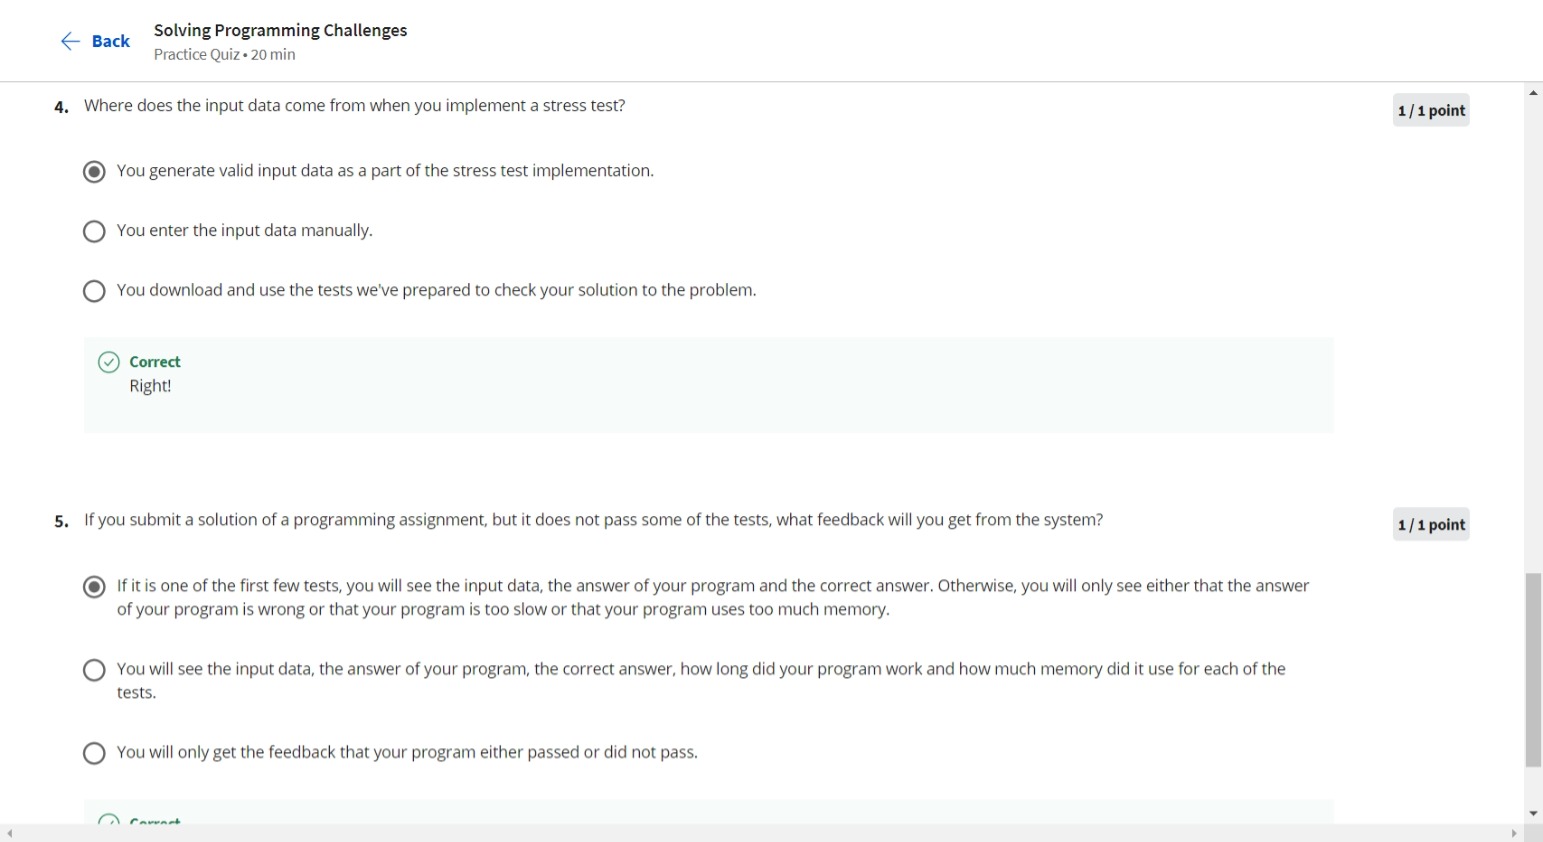 Back
Solving Programming Challenges
Practice Quiz • 20 min
4. Where does the input data come from when you implement a stress test?
1 / 1 point
You generate valid input data as a part of the stress test implementation.
You enter the input data manually.
You download and use the tests we've prepared to check your solution to the problem.
Correct
Right!
5. If you submit a solution of a programming assignment, but it does not pass some of the tests, what feedback will you get from the system?
1 / 1 point
If it is one of the first few tests, you will see the input data, the answer of your program and the correct answer. Otherwise, you will only see either that the answer
of your program is wrong or that your program is too slow or that your program uses too much memory.
You will see the input data, the answer of your program, the correct answer, how long did your program work and how much memory did it use for each of the
tests.
You will only get the feedback that your program either passed or did not pass.
Correct